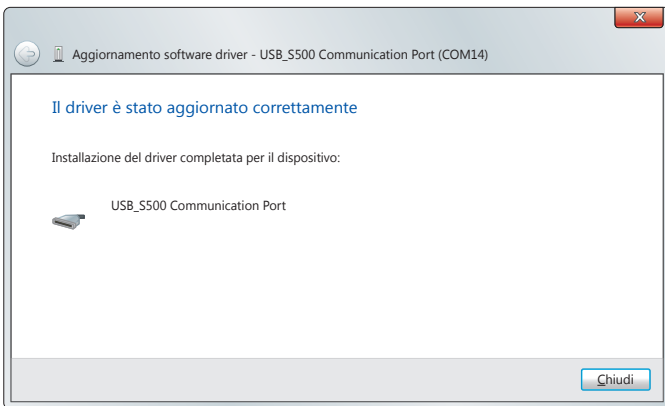 Aggiornamento software driver - USB_S500 Communication Port (COM14)
Il driver è stato aggiornato correttamente
Installazione del driver completata per il dispositivo:
USB_S500 Communication Port
Chiudi